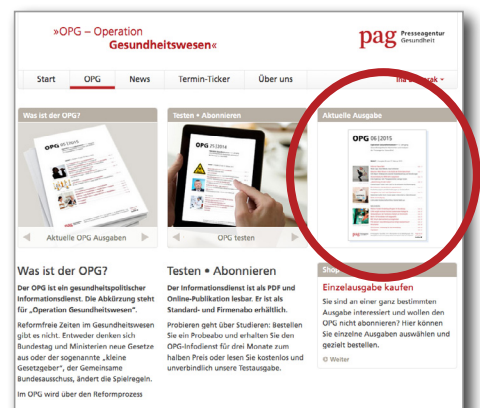 »OPG – Operation
Gesundheitswesen«
pag Presseagentur
Gesundheit
Start OPG News Termin-Ticker Über uns
Was ist der OPG?
Testen • Abonnieren
Aktuelle Ausgabe
OPG 05|2014
OPG 05|2014
OPG 06|2015
Aktuelle OPG Ausgaben
OPG testen
Was ist der OPG?
Der OPG ist ein gesundheitspolitischer
Informationsdienst. Die Abkürzung steht
für „Operation Gesundheitswesen“.
Reformfreie Zeiten im Gesundheitswesen
gibt es nicht. Entweder denken sich
Bundestag und Ministerien neue Gesetze
aus oder der sogenannte „kleine
Gesetzgeber“, der Gemeinsame
Bundesausschuss, ändert die Spielregeln.
Im OPG wird über den Reformprozess
Testen • Abonnieren
Der Informationsdienst ist als PDF und
Online-Publikation lesbar. Er ist als
Standard- und Firmenabo erhältlich.
Probieren geht über Studieren: Bestellen
Sie ein Probeabo und erhalten Sie den
OPG-Infodienst für drei Monate zum
halben Preis oder lesen Sie kostenlos und
unverbindlich unsere Testausgabe.
Shop
Einzelausgabe kaufen
Sie sind an einer ganz bestimmten
Ausgabe interessiert und wollen den
OPG nicht abonnieren? Hier können
Sie einzelne Ausgaben auswählen und
gezielt bestellen.
Weiter